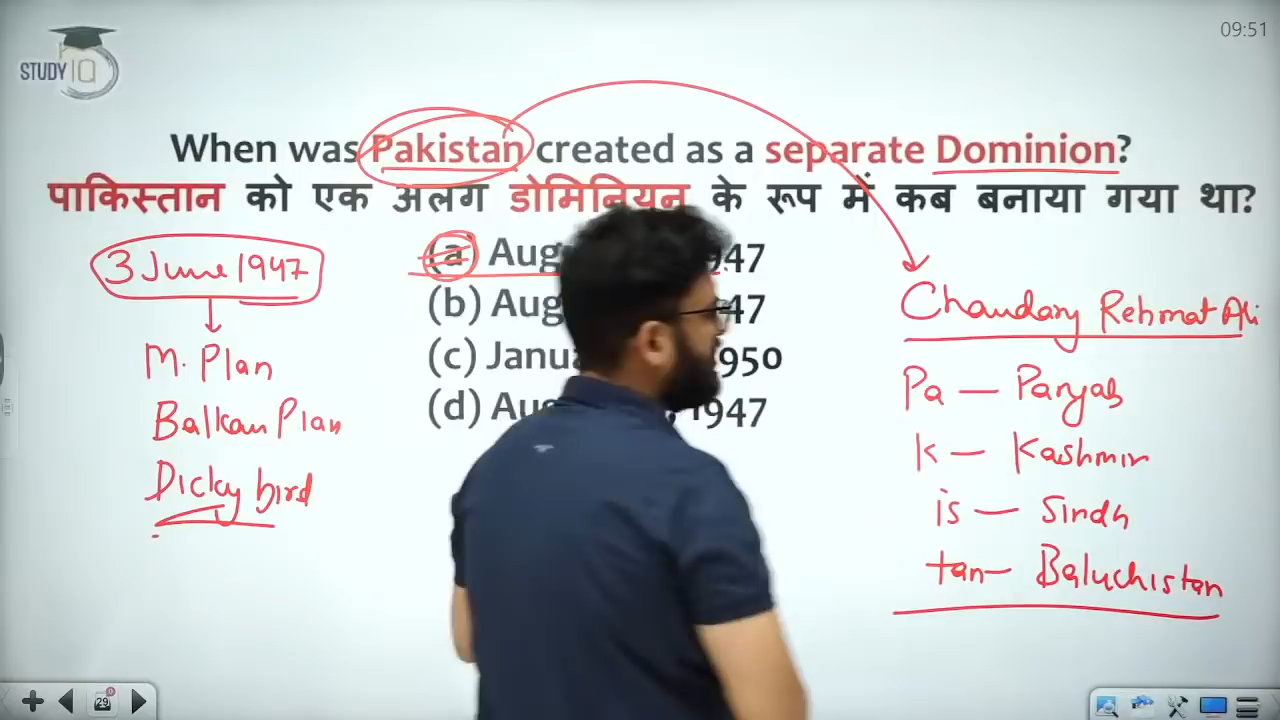 09:51
STUDY IQ
When was Pakistan created as a separate Dominion?
पाकिस्तान को एक अलग डोमिनियन के रूप में कब बनाया गया था?
3 June 1947
M. Plan
Balkan Plan
Dicky bird
(a) Aug 947
(b) Aug 47
(c) Janua 950
(d) Au 1947
Chaudary Rehmat Ali
Pa — Panjab
K — Kashmir
is — Sindh
tan — Baluchistan
29